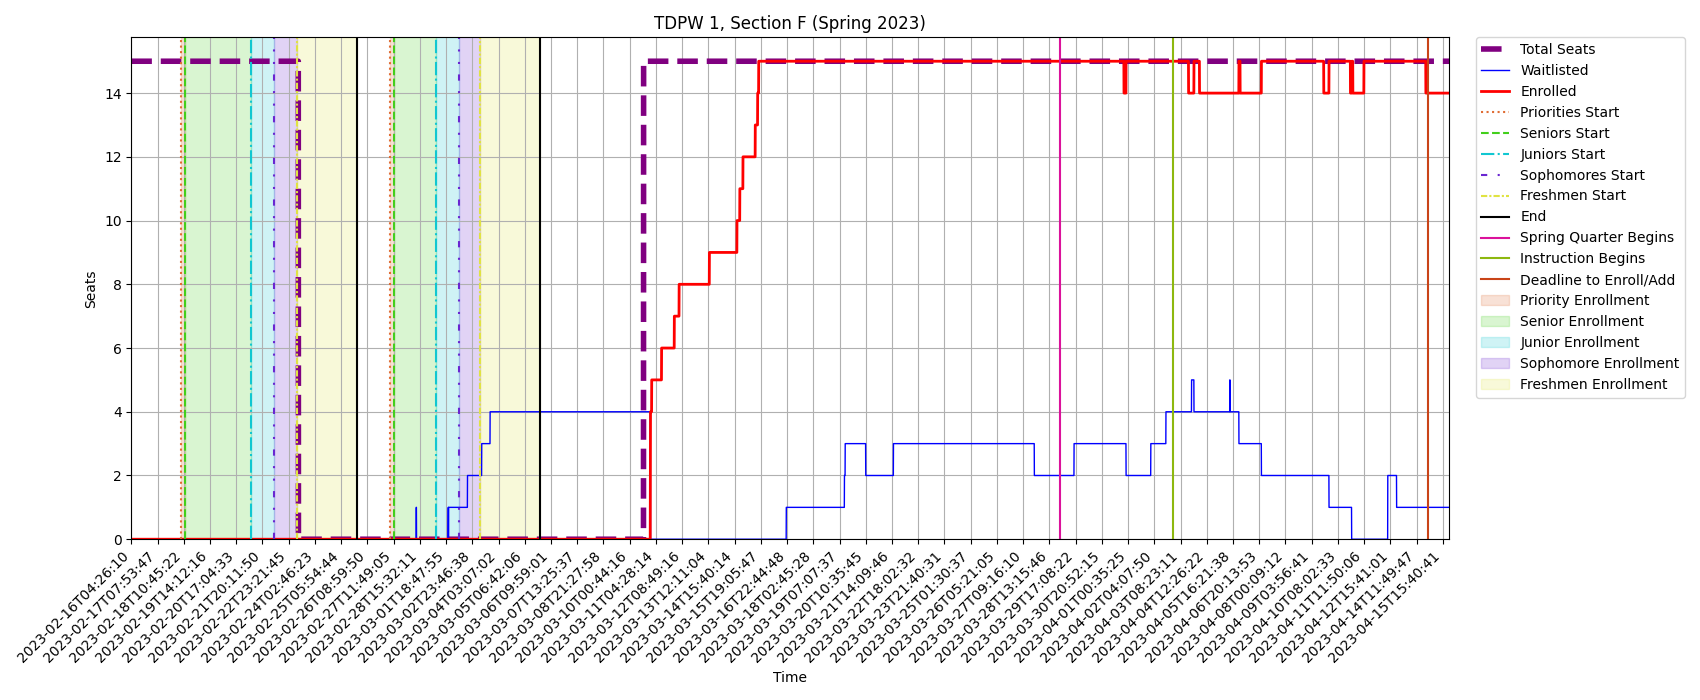 TDPW 1, Section F (Spring 2023)
Seats
14
12
10
8
6
4
2
0
2023-02-16T04:26:10
2023-02-17T07:53:47
2023-02-18T10:45:22
2023-02-19T14:12:16
2023-02-20T17:04:33
2023-02-21T20:11:50
2023-02-22T23:21:45
2023-02-24T02:46:23
2023-02-25T05:54:44
2023-02-26T08:59:50
2023-02-27T11:49:05
2023-02-28T15:32:11
2023-03-01T18:47:55
2023-03-02T23:46:38
2023-03-04T03:07:02
2023-03-05T06:42:06
2023-03-06T09:59:01
2023-03-07T13:25:37
2023-03-08T21:27:58
2023-03-10T00:44:16
2023-03-11T04:28:14
2023-03-12T08:49:16
2023-03-13T12:11:04
2023-03-14T15:40:14
2023-03-15T19:05:47
2023-03-16T22:44:48
2023-03-18T02:45:28
2023-03-19T07:07:37
2023-03-20T10:35:45
2023-03-21T14:09:46
2023-03-22T18:02:32
2023-03-23T21:40:31
2023-03-25T01:30:37
2023-03-26T05:21:05
2023-03-27T09:16:10
2023-03-28T13:15:46
2023-03-29T17:08:22
2023-03-30T20:52:15
2023-04-01T00:35:25
2023-04-02T04:07:50
2023-04-03T08:23:11
2023-04-04T12:26:22
2023-04-05T16:21:38
2023-04-06T20:13:53
2023-04-08T00:09:12
2023-04-09T03:56:41
2023-04-10T08:02:33
2023-04-11T11:50:06
2023-04-12T15:41:01
2023-04-14T11:49:47
2023-04-15T15:40:41
Time
Total Seats
Waitlisted
Enrolled
Priorities Start
Seniors Start
Juniors Start
Sophomores Start
Freshmen Start
End
Spring Quarter Begins
Instruction Begins
Deadline to Enroll/Add
Priority Enrollment
Senior Enrollment
Junior Enrollment
Sophomore Enrollment
Freshmen Enrollment